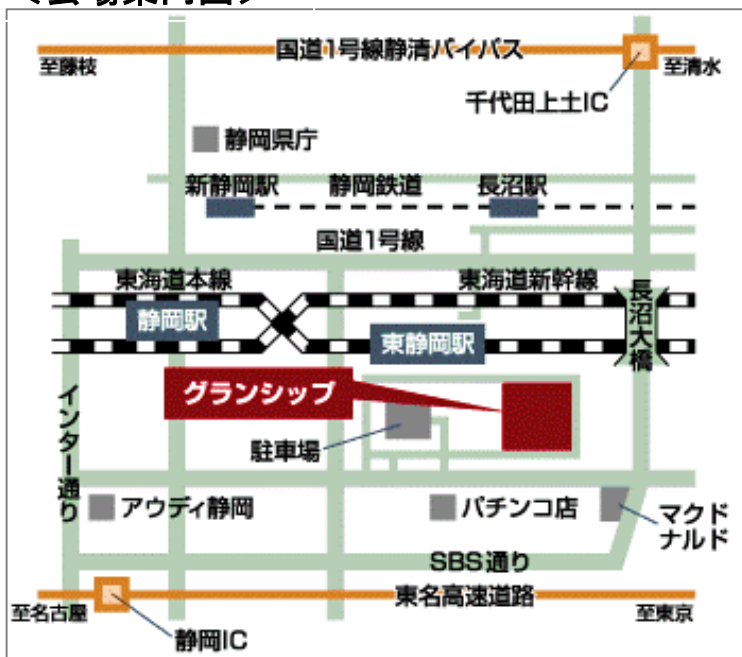 <会場案内図>
国道1号線静清バイパス
至藤枝
至清水
千代田上土IC
静岡県庁
新静岡駅
静岡鉄道
長沼駅
国道1号線
東海道本線
東海道新幹線
静岡駅
東静岡駅
長沼大橋
グランシップ
インター通り
駐車場
アウディ静岡
パチンコ店
マクド
ナルド
SBS通り
東名高速道路
至名古屋
至東京
静岡IC